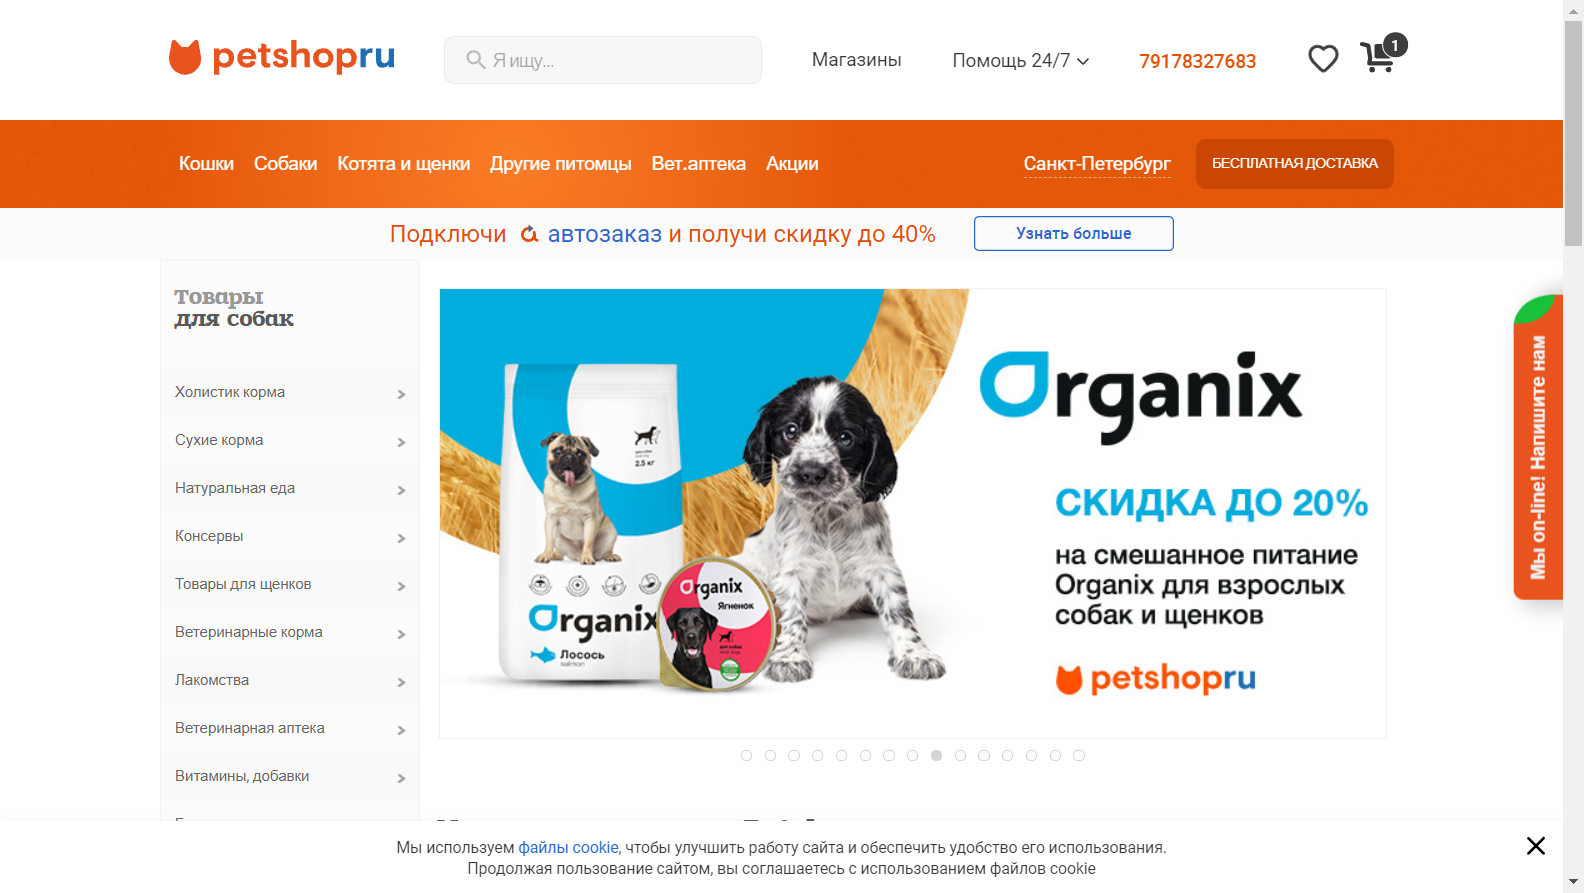 petshopru
Я ищу...
Магазины
Помощь 24/7
79178327683
1
Кошки
Собаки
Котята и щенки
Другие питомцы
Вет.аптека
Акции
Санкт-Петербург
БЕСПЛАТНАЯ ДОСТАВКА
Подключи автозаказ и получи скидку до 40%
Узнать больше
Товары
для собак
Холистик корма
Сухие корма
Натуральная еда
Консервы
Товары для щенков
Ветеринарные корма
Лакомства
Ветеринарная аптека
Витамины, добавки
2,5 кг
Organix
Лосось
salmon
Organix
Ягненок
Organix
СКИДКА ДО 20%
на смешанное питание
Organix для взрослых
собак и щенков
petshopru
Мы on-line! Напишите нам
Мы используем файлы cookie, чтобы улучшить работу сайта и обеспечить удобство его использования.
Продолжая пользование сайтом, вы соглашаетесь с использованием файлов cookie